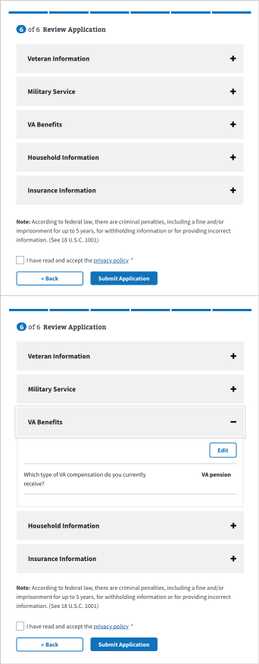 6 of 6 Review Application
Veteran Information
Military Service
VA Benefits
Household Information
Insurance Information
Note: According to federal law, there are criminal penalties, including a fine and/or
imprisonment for up to 5 years, for withholding information or for providing incorrect
information. (See 18 U.S.C. 1001)
I have read and accept the privacy policy *
« Back
Submit Application
6 of 6 Review Application
Veteran Information
Military Service
VA Benefits
Edit
Which type of VA compensation do you currently
receive?
VA pension
Household Information
Insurance Information
Note: According to federal law, there are criminal penalties, including a fine and/or
imprisonment for up to 5 years, for withholding information or for providing incorrect
information. (See 18 U.S.C. 1001)
I have read and accept the privacy policy *
« Back
Submit Application